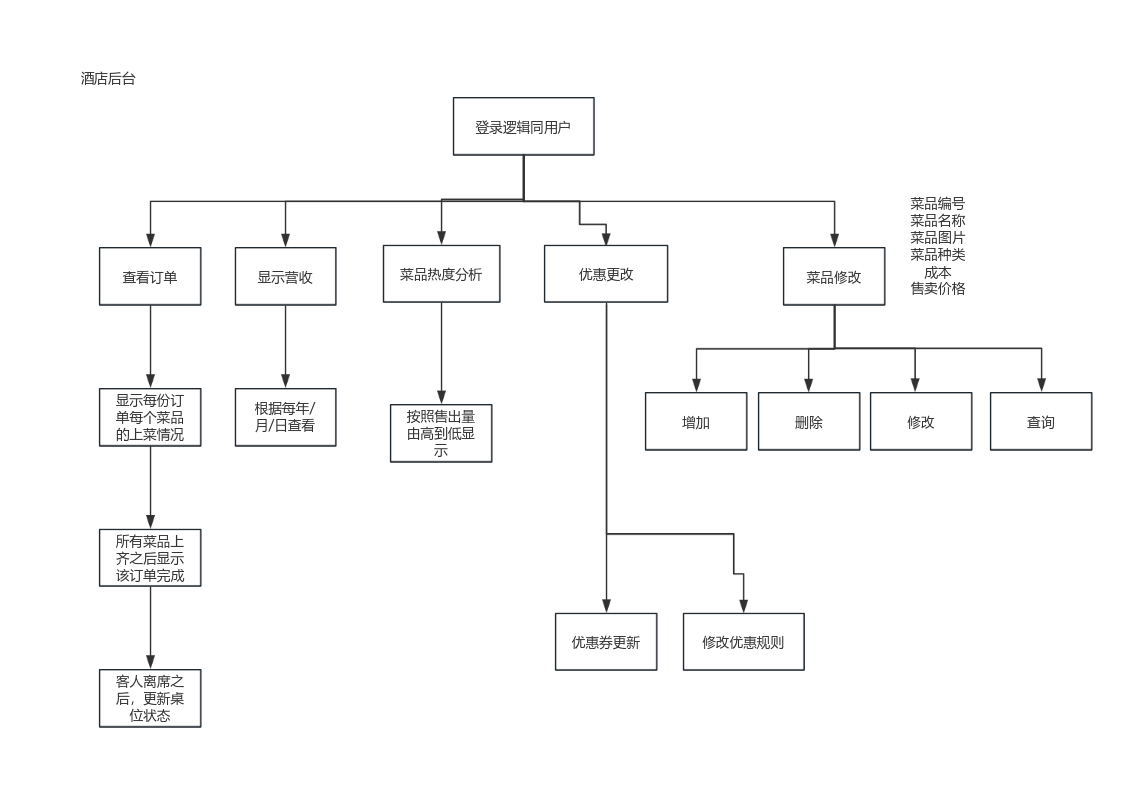 酒店后台
登录逻辑同用户
菜品编号
菜品名称
菜品图片
菜品种类
成本
售卖价格
查看订单
显示营收
菜品热度分析
优惠更改
菜品修改
显示每份订
单每个菜品
的上菜情况
根据每年/
月/日查看
按照售出量
由高到低显
示
增加
删除
修改
查询
所有菜品上
齐之后显示
该订单完成
优惠券更新
修改优惠规则
客人离席之
后，更新桌
位状态